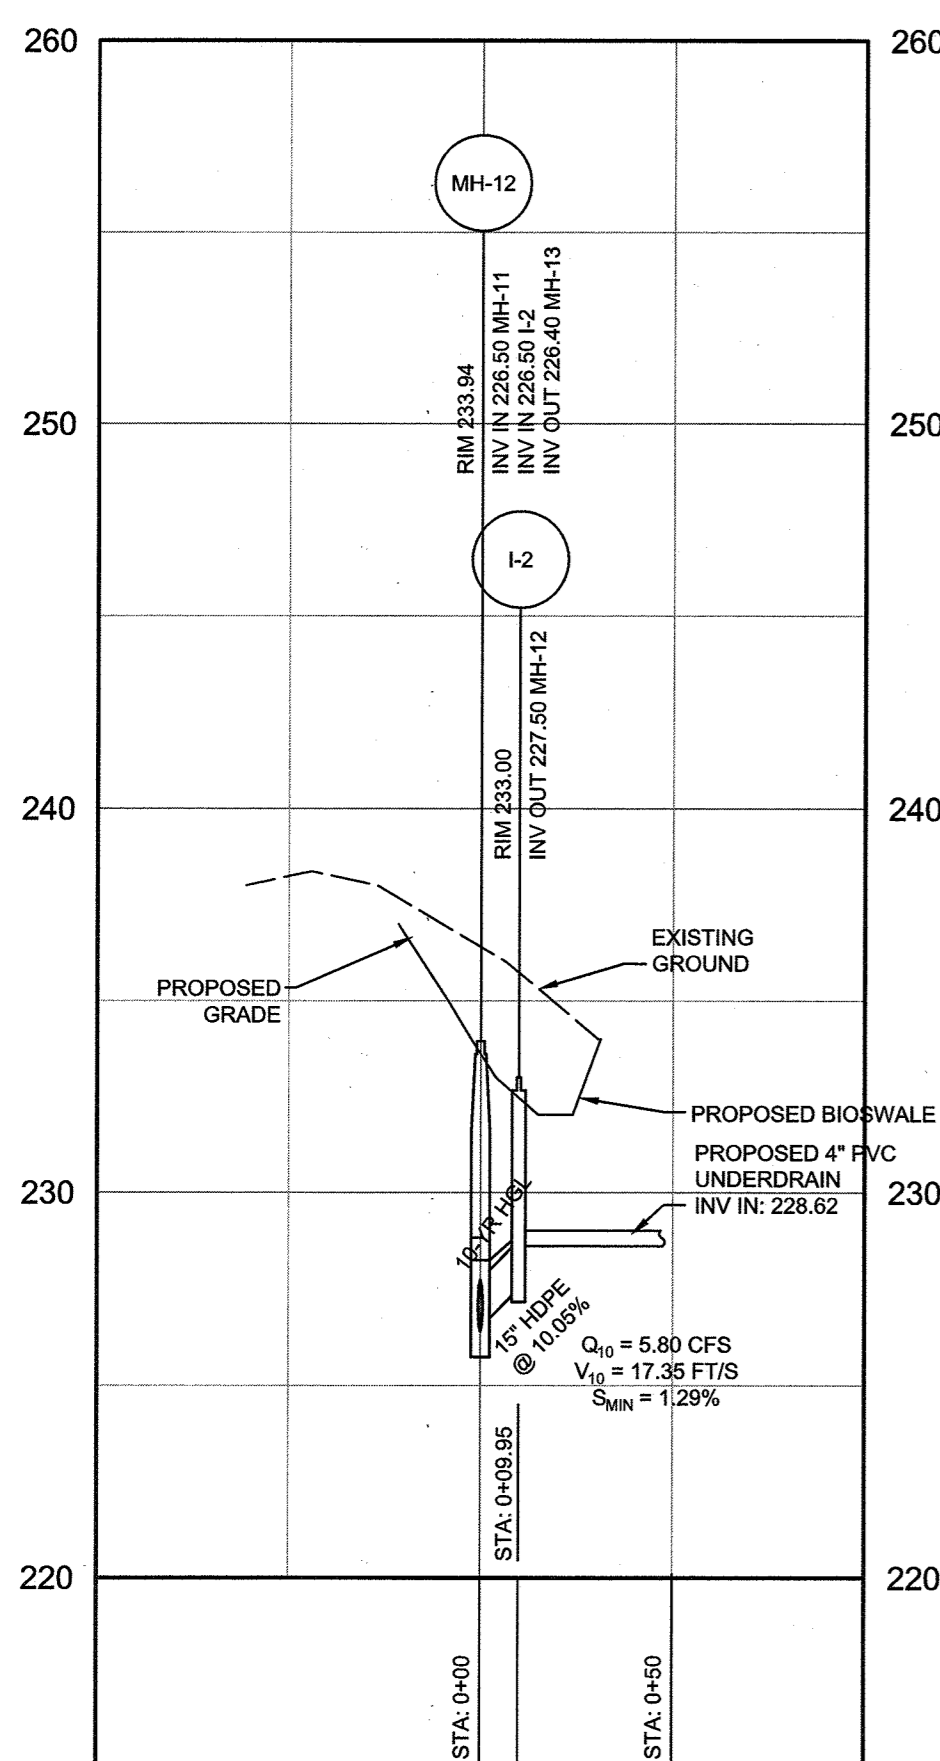 260
260
MH-12
RIM 233.94
INV IN 226.50 MH-11
INV IN 226.50 I-2
INV OUT 226.40 MH-13
250
250
I-2
RIM 233.00
INV OUT 227.50 MH-12
240
240
EXISTING
GROUND
PROPOSED
GRADE
PROPOSED BIOSWALE
PROPOSED 4" PVC
UNDERDRAIN
INV IN: 228.62
230
230
10-YR HGL
15" HDPE
@ 10.05%
Q10 = 5.80 CFS
V10 = 17.35 FT/S
SMIN = 1.29%
STA: 0+09.95
220
220
STA: 0+00
STA: 0+50